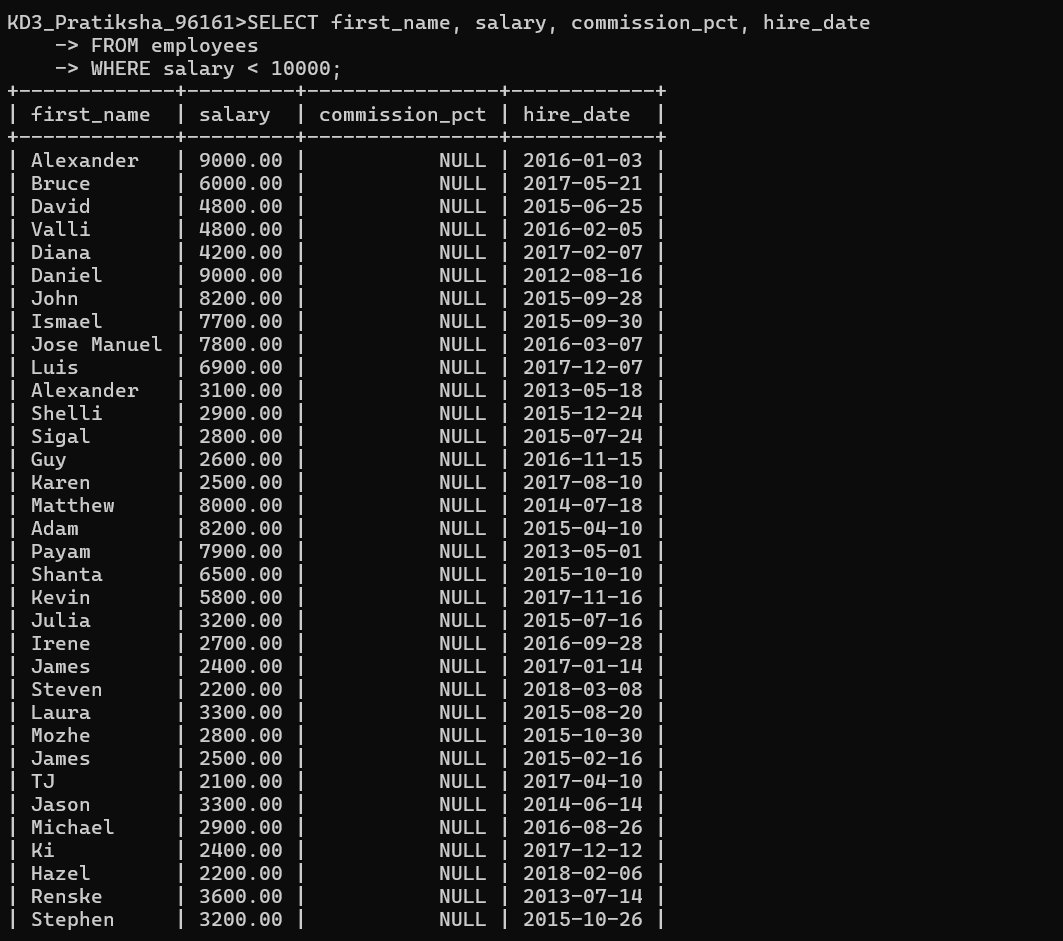 KD3_Pratiksha_96161>SELECT first_name, salary, commission_pct, hire_date
    -> FROM employees
    -> WHERE salary < 10000;
+-------------+---------+----------------+------------+
| first_name  | salary  | commission_pct | hire_date  |
+-------------+---------+----------------+------------+
| Alexander   | 9000.00 |           NULL | 2016-01-03 |
| Bruce       | 6000.00 |           NULL | 2017-05-21 |
| David       | 4800.00 |           NULL | 2015-06-25 |
| Valli       | 4800.00 |           NULL | 2016-02-05 |
| Diana       | 4200.00 |           NULL | 2017-02-07 |
| Daniel      | 9000.00 |           NULL | 2012-08-16 |
| John        | 8200.00 |           NULL | 2015-09-28 |
| Ismael      | 7700.00 |           NULL | 2015-09-30 |
| Jose Manuel | 7800.00 |           NULL | 2016-03-07 |
| Luis        | 6900.00 |           NULL | 2017-12-07 |
| Alexander   | 3100.00 |           NULL | 2013-05-18 |
| Shelli      | 2900.00 |           NULL | 2015-12-24 |
| Sigal       | 2800.00 |           NULL | 2015-07-24 |
| Guy         | 2600.00 |           NULL | 2016-11-15 |
| Karen       | 2500.00 |           NULL | 2017-08-10 |
| Matthew     | 8000.00 |           NULL | 2014-07-18 |
| Adam        | 8200.00 |           NULL | 2015-04-10 |
| Payam       | 7900.00 |           NULL | 2013-05-01 |
| Shanta      | 6500.00 |           NULL | 2015-10-10 |
| Kevin       | 5800.00 |           NULL | 2017-11-16 |
| Julia       | 3200.00 |           NULL | 2015-07-16 |
| Irene       | 2700.00 |           NULL | 2016-09-28 |
| James       | 2400.00 |           NULL | 2017-01-14 |
| Steven      | 2200.00 |           NULL | 2018-03-08 |
| Laura       | 3300.00 |           NULL | 2015-08-20 |
| Mozhe       | 2800.00 |           NULL | 2015-10-30 |
| James       | 2500.00 |           NULL | 2015-02-16 |
| TJ          | 2100.00 |           NULL | 2017-04-10 |
| Jason       | 3300.00 |           NULL | 2014-06-14 |
| Michael     | 2900.00 |           NULL | 2016-08-26 |
| Ki          | 2400.00 |           NULL | 2017-12-12 |
| Hazel       | 2200.00 |           NULL | 2018-02-06 |
| Renske      | 3600.00 |           NULL | 2013-07-14 |
| Stephen     | 3200.00 |           NULL | 2015-10-26 |